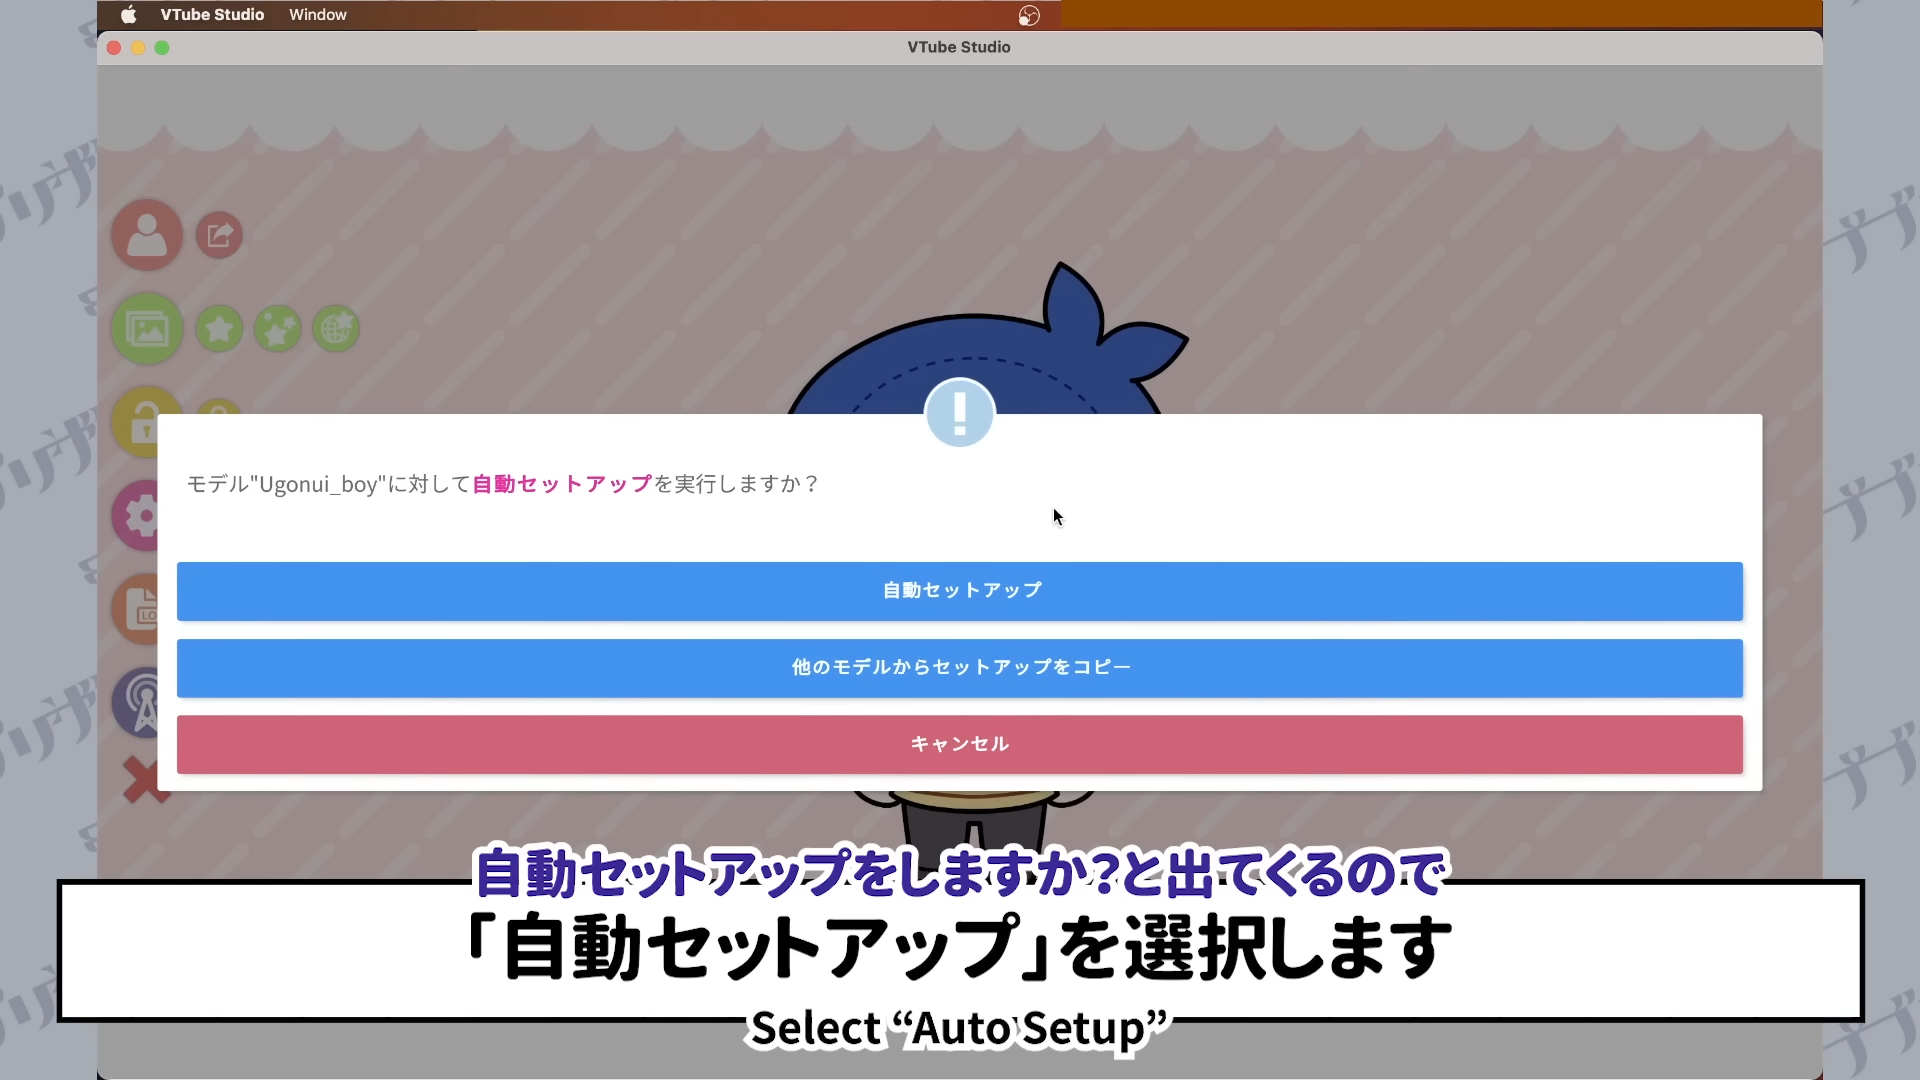 VTube Studio Window
VTube Studio
モデル"Ugonui_boy"に対して自動セットアップを実行しますか？
自動セットアップ
他のモデルからセットアップをコピー
キャンセル
自動セットアップをしますか?と出てくるので
「自動セットアップ」を選択します
Select “Auto Setup”